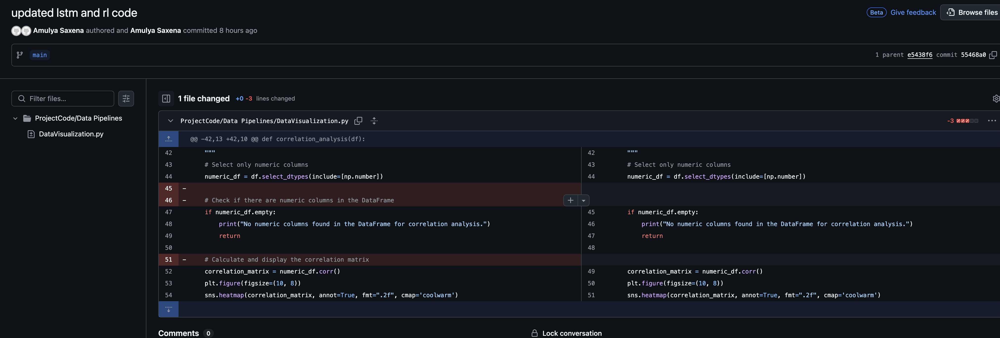 updated lstm and rl code
Beta Give feedback Browse files
Amulya Saxena authored and Amulya Saxena committed 8 hours ago
main
1 parent e5438f6 commit 55468a0
Filter files...
ProjectCode/Data Pipelines
DataVisualization.py
1 file changed +0 -3 lines changed
ProjectCode/Data Pipelines/DataVisualization.py
-3
@@ -42,13 +42,10 @@ def correlation_analysis(df):
42 """
43 # Select only numeric columns
44 numeric_df = df.select_dtypes(include=[np.number])
45 -
46 - # Check if there are numeric columns in the DataFrame
47 if numeric_df.empty:
48 print("No numeric columns found in the DataFrame for correlation analysis.")
49 return
50
51 - # Calculate and display the correlation matrix
52 correlation_matrix = numeric_df.corr()
53 plt.figure(figsize=(10, 8))
54 sns.heatmap(correlation_matrix, annot=True, fmt=".2f", cmap='coolwarm')
42 """
43 # Select only numeric columns
44 numeric_df = df.select_dtypes(include=[np.number])
45 if numeric_df.empty:
46 print("No numeric columns found in the DataFrame for correlation analysis.")
47 return
48
49 correlation_matrix = numeric_df.corr()
50 plt.figure(figsize=(10, 8))
51 sns.heatmap(correlation_matrix, annot=True, fmt=".2f", cmap='coolwarm')
Comments 0
Lock conversation